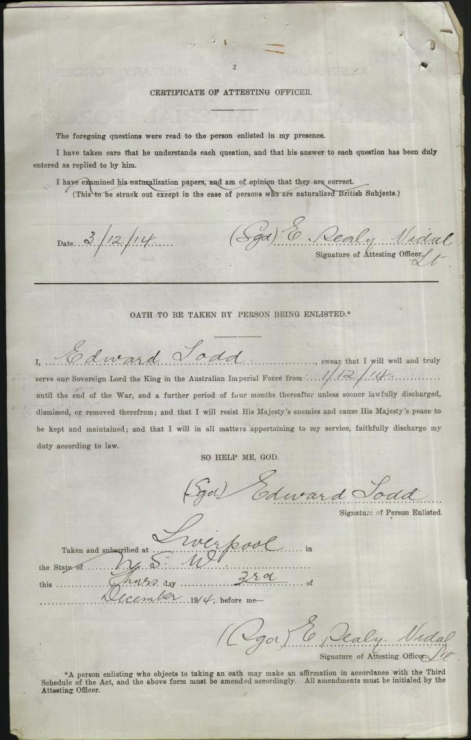 2
CERTIFICATE OF ATTESTING OFFICER.
The foregoing questions were read to the person enlisted in my presence.
I have taken care that he understands each question, and that his answer to each question has been duly
entered as replied to by him.
I have examined his naturalization papers, and am of opinion that they are correct.
(This to be struck out except in the case of persons who are naturalized British Subjects.)
Date 3/12/14 (Sgd) E. Sealy Vidal
Signature of Attesting Officer. Lt.
OATH TO BE TAKEN BY PERSON BEING ENLISTED.*
I, Edward Todd, swear that I will well and truly
serve our Sovereign Lord the King in the Australian Imperial Force from 1/12/14
until the end of the War, and a further period of four months thereafter unless sooner lawfully discharged,
dismissed, or removed therefrom; and that I will resist His Majesty's enemies and cause His Majesty's peace to
be kept and maintained; and that I will in all matters appertaining to my service, faithfully discharge my
duty according to law.
SO HELP ME, GOD.
(Sgd) Edward Todd
Signature of Person Enlisted.
Taken and subscribed at Liverpool in
the State of N. S. W.
this Thurs day 3rd of
December 1914, before me—
(Sgd) E. Sealy Vidal
Signature of Attesting Officer. Lt.
*A person enlisting who objects to taking an oath may make an affirmation in accordance with the Third
Schedule of the Act, and the above form must be amended accordingly. All amendments must be initialed by the
Attesting Officer.